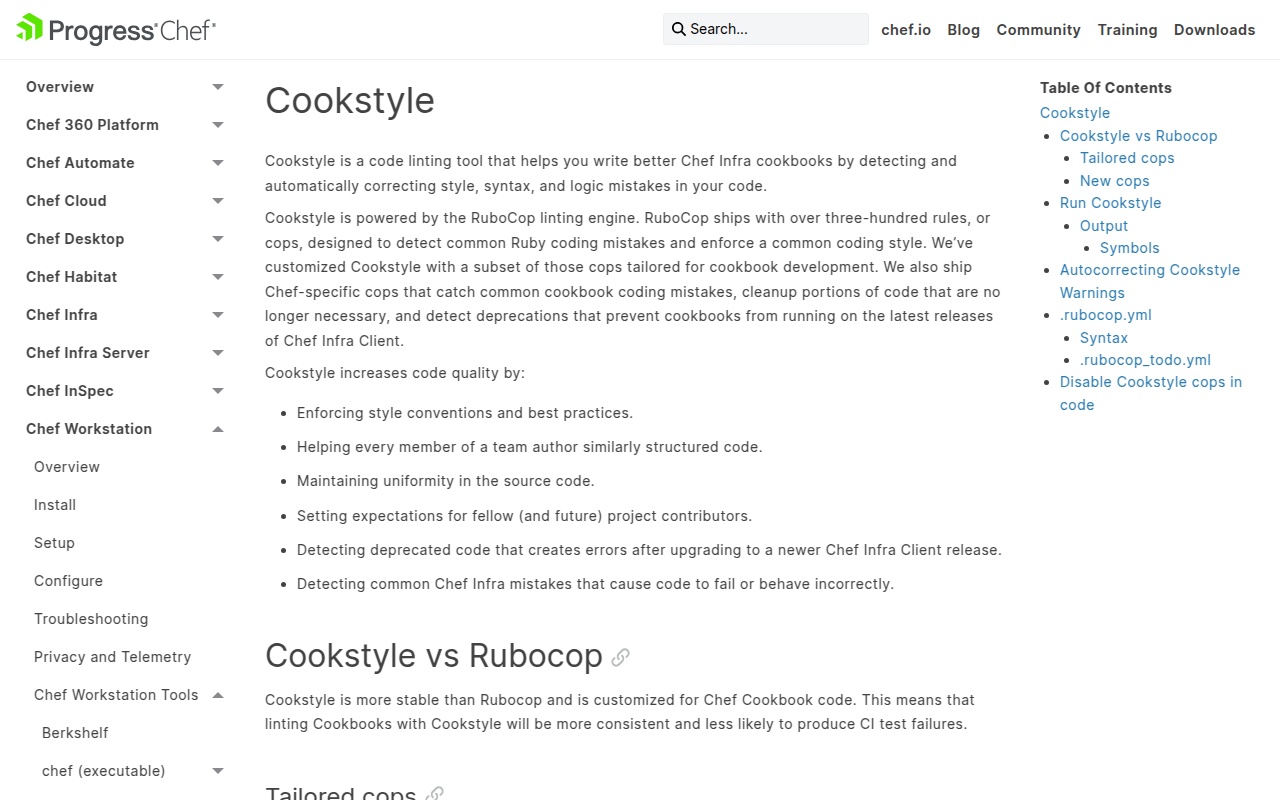 Progress® Chef®
Search...
chef.io
Blog
Community
Training
Downloads
Overview
Chef 360 Platform
Chef Automate
Chef Cloud
Chef Desktop
Chef Habitat
Chef Infra
Chef Infra Server
Chef InSpec
Chef Workstation
Overview
Install
Setup
Configure
Troubleshooting
Privacy and Telemetry
Chef Workstation Tools
Berkshelf
chef (executable)
Cookstyle
Cookstyle is a code linting tool that helps you write better Chef Infra cookbooks by detecting and
automatically correcting style, syntax, and logic mistakes in your code.
Cookstyle is powered by the RuboCop linting engine. RuboCop ships with over three-hundred rules, or
cops, designed to detect common Ruby coding mistakes and enforce a common coding style. We’ve
customized Cookstyle with a subset of those cops tailored for cookbook development. We also ship
Chef-specific cops that catch common cookbook coding mistakes, cleanup portions of code that are no
longer necessary, and detect deprecations that prevent cookbooks from running on the latest releases
of Chef Infra Client.
Cookstyle increases code quality by:
• Enforcing style conventions and best practices.
• Helping every member of a team author similarly structured code.
• Maintaining uniformity in the source code.
• Setting expectations for fellow (and future) project contributors.
• Detecting deprecated code that creates errors after upgrading to a newer Chef Infra Client release.
• Detecting common Chef Infra mistakes that cause code to fail or behave incorrectly.
Cookstyle vs Rubocop
Cookstyle is more stable than Rubocop and is customized for Chef Cookbook code. This means that
linting Cookbooks with Cookstyle will be more consistent and less likely to produce CI test failures.
Tailored cops
Table Of Contents
Cookstyle
• Cookstyle vs Rubocop
• Tailored cops
• New cops
• Run Cookstyle
• Output
• Symbols
• Autocorrecting Cookstyle
Warnings
• .rubocop.yml
• Syntax
• .rubocop_todo.yml
• Disable Cookstyle cops in
code